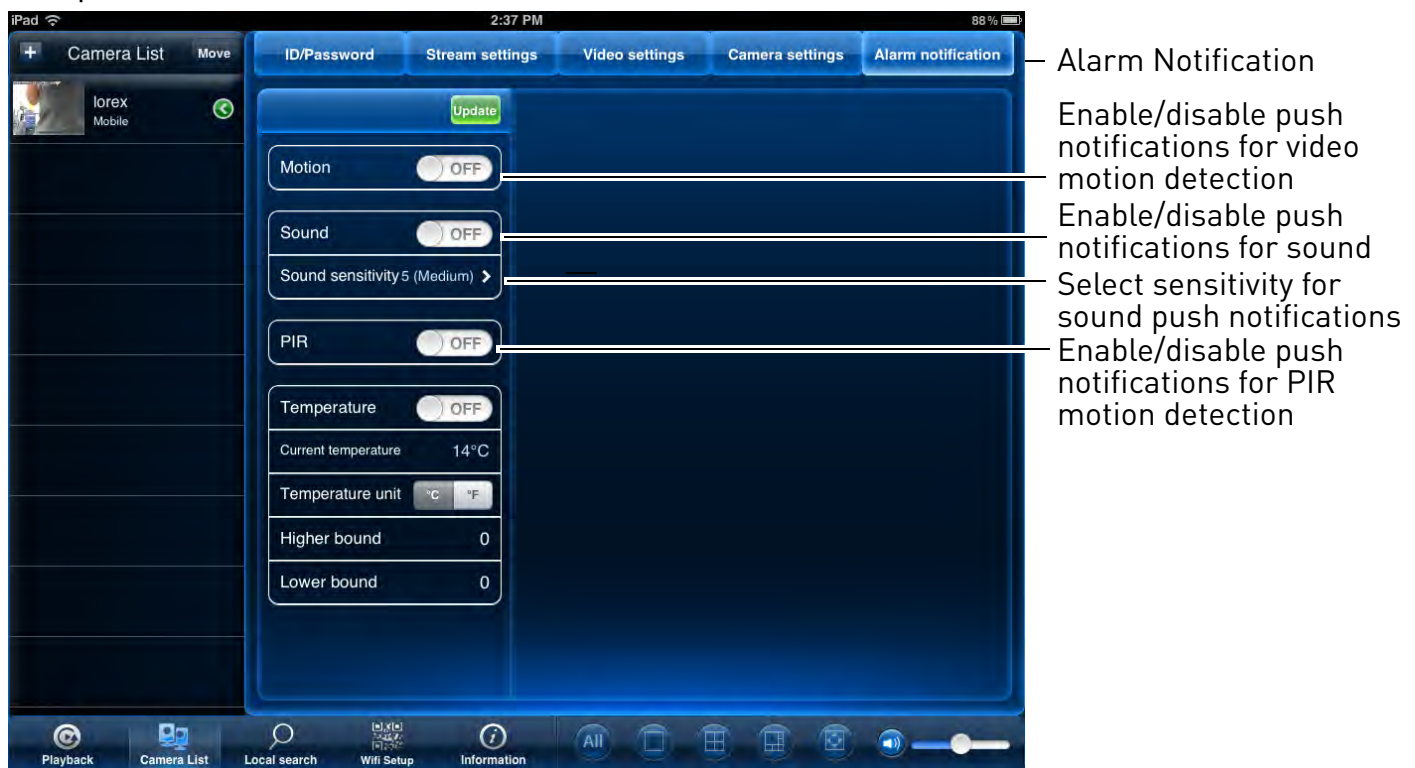 iPad 2:37 PM 88%
+ Camera List Move
ID/Password Stream settings Video settings Camera settings Alarm notification
Alarm Notification
lorex
Mobile
Update
Motion OFF
Enable/disable push
notifications for video
motion detection
Sound OFF
Enable/disable push
notifications for sound
Sound sensitivity 5 (Medium)
Select sensitivity for
sound push notifications
PIR OFF
Enable/disable push
notifications for PIR
motion detection
Temperature OFF
Current temperature 14°C
Temperature unit °C °F
Higher bound 0
Lower bound 0
Playback Camera List Local search Wifi Setup Information All